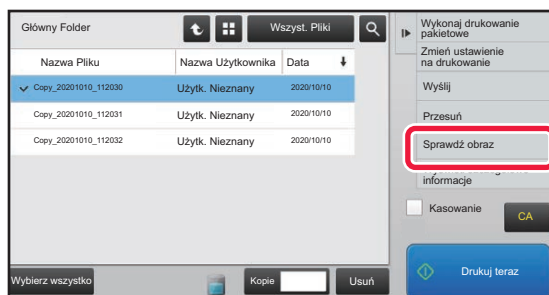 Główny Folder
Wszyst. Pliki
Nazwa Pliku
Nazwa Użytkownika
Data
Copy_20201010_112030
Użytk. Nieznany
2020/10/10
Copy_20201010_112031
Użytk. Nieznany
2020/10/10
Copy_20201010_112032
Użytk. Nieznany
2020/10/10
Wybierz wszystko
Kopie
Usuń
Wykonaj drukowanie
pakietowe
Zmień ustawienie
na drukowanie
Wyślij
Przesuń
Sprawdź obraz
informacje
Kasowanie
CA
Drukuj teraz